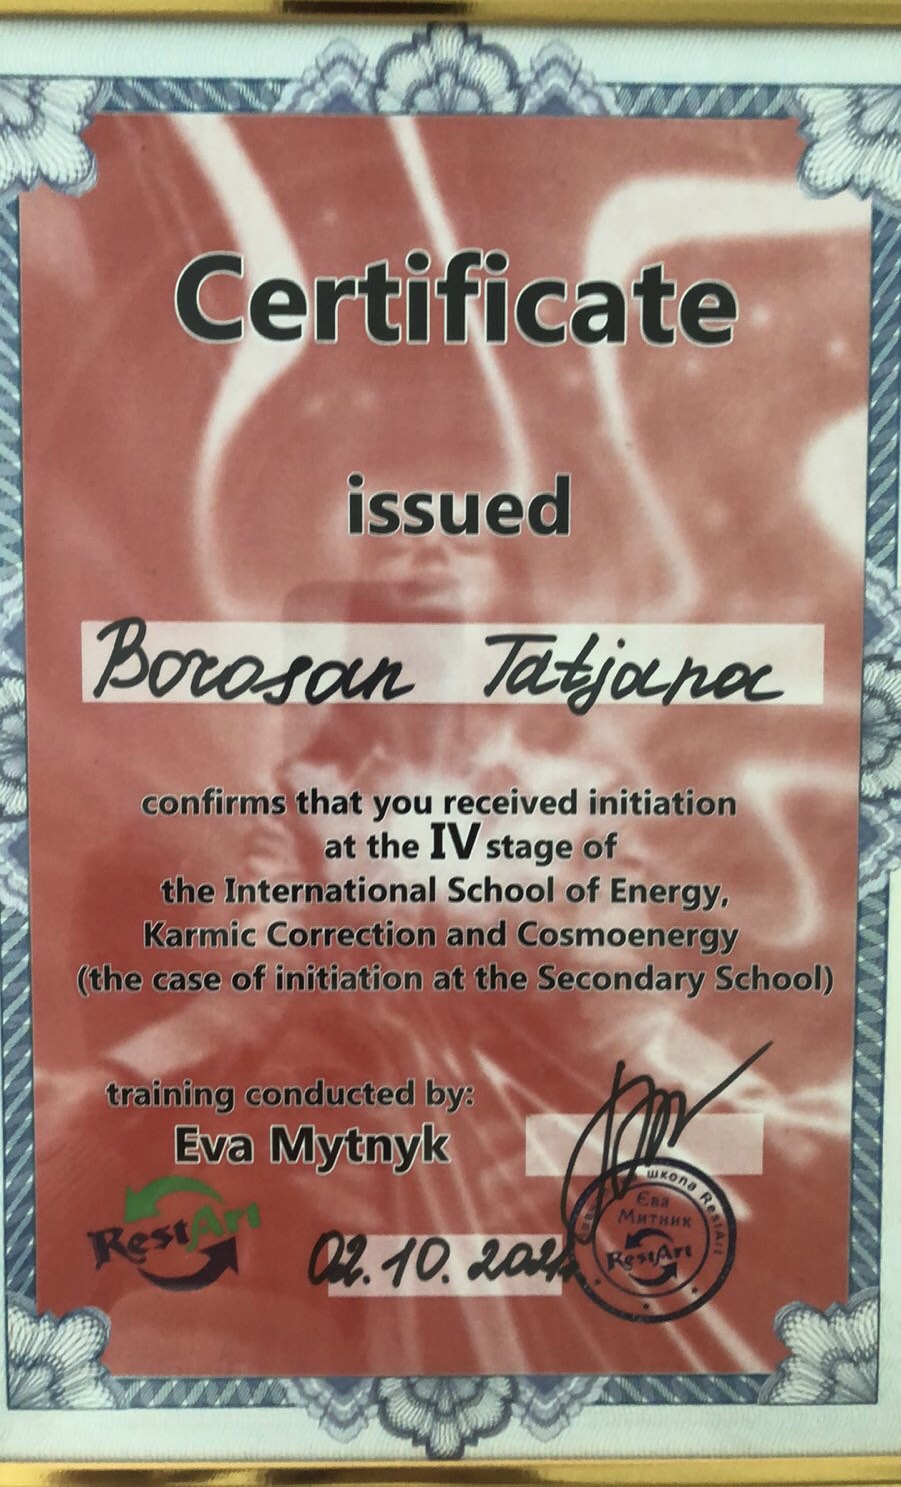 Certificate
issued
Borosan Tatjana
confirms that you received initiation
at the IV stage of
the International School of Energy,
Karmic Correction and Cosmoenergy
(the case of initiation at the Secondary School)
training conducted by:
Eva Mytnyk
RestArt
02.10.2021
школа RestArt
Єва
Митник
RestArt